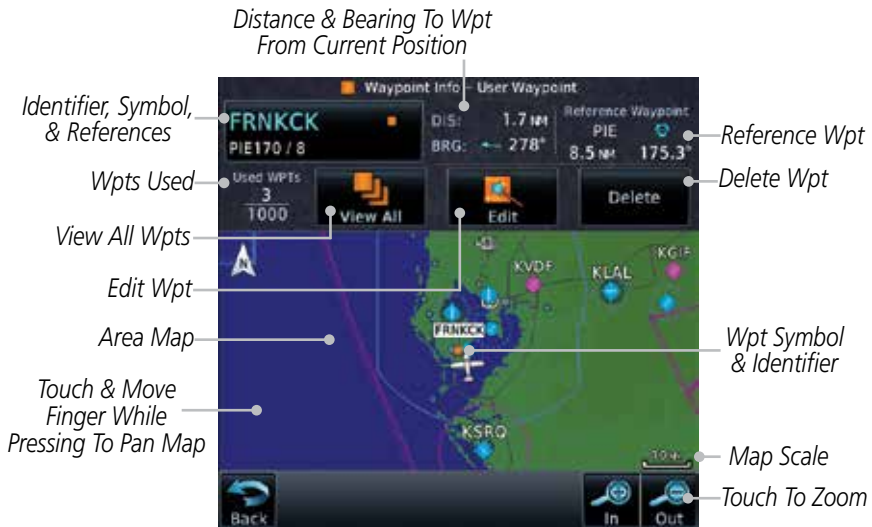 Distance & Bearing To Wpt
From Current Position
Identifier, Symbol,
& References
Wpts Used
View All Wpts
Edit Wpt
Area Map
Touch & Move
Finger While
Pressing To Pan Map
Waypoint Info – User Waypoint
FRNKCK
PIE170 / 8
DIS: 1.7 NM
BRG: 278°
Reference Waypoint
PIE
8.5 NM 175.3°
Used WPTs
3
1000
View All
Edit
Delete
N
KVDF
KLAL
KGIF
FRNKCK
KSRQ
Back
In
Out
Reference Wpt
Delete Wpt
Wpt Symbol
& Identifier
Map Scale
Touch To Zoom